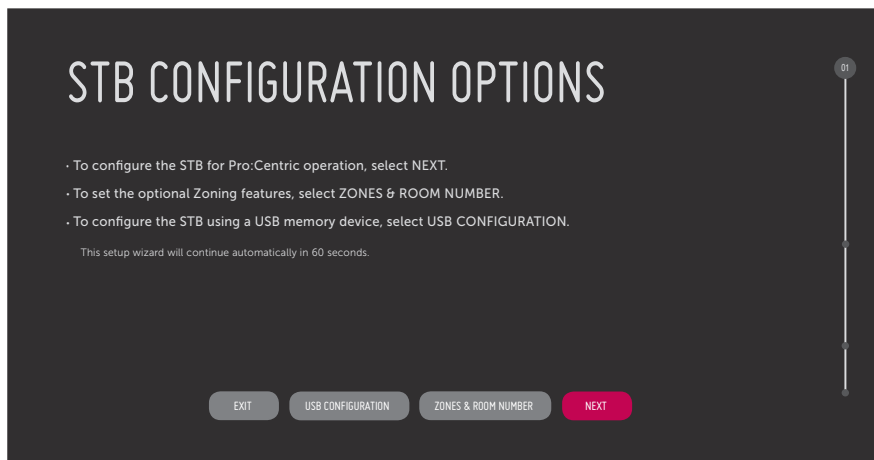 STB CONFIGURATION OPTIONS
01
· To configure the STB for Pro:Centric operation, select NEXT.
· To set the optional Zoning features, select ZONES & ROOM NUMBER.
· To configure the STB using a USB memory device, select USB CONFIGURATION.
This setup wizard will continue automatically in 60 seconds.
EXIT
USB CONFIGURATION
ZONES & ROOM NUMBER
NEXT